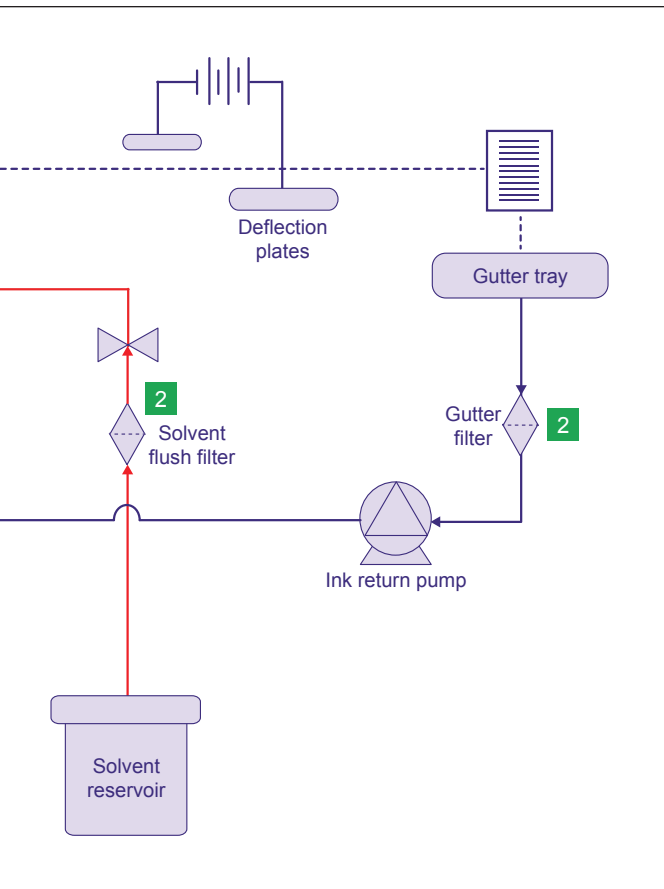 Deflection
plates
Gutter tray
2
Solvent
flush filter
Gutter
filter
2
Ink return pump
Solvent
reservoir